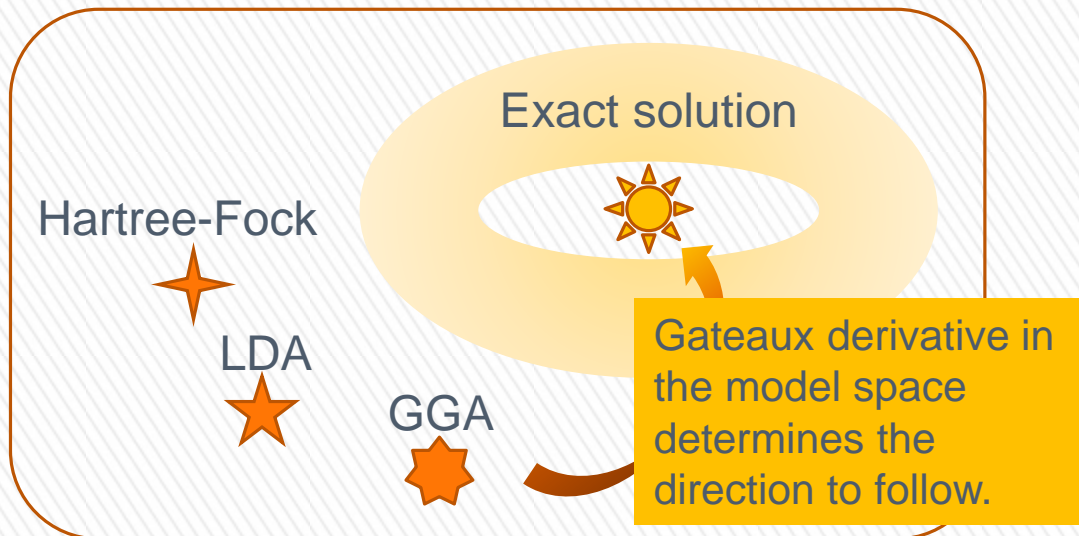 Exact solution
Hartree-Fock
LDA
GGA
Gateaux derivative in
the model space
determines the
direction to follow.